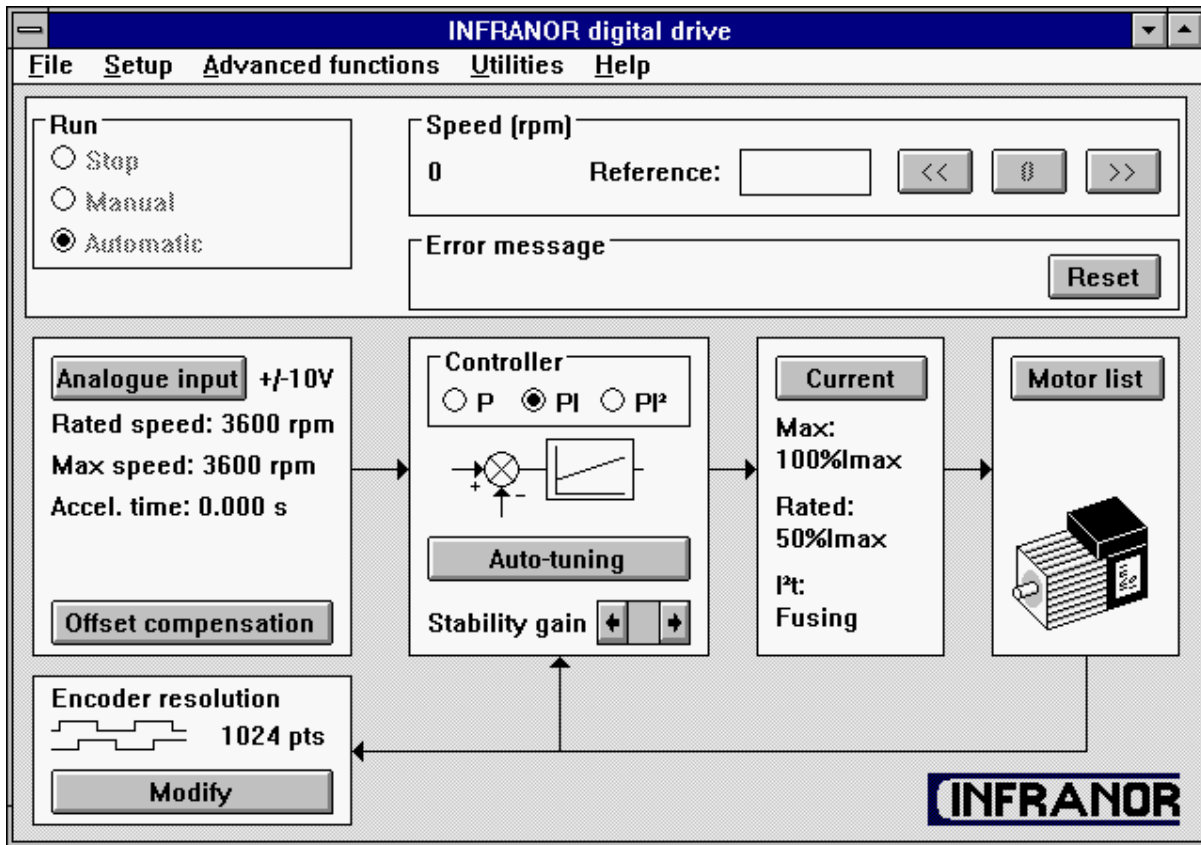 INFRANOR digital drive
File Setup Advanced functions Utilities Help
Run
Stop
Manual
Automatic
Speed (rpm)
0 Reference: << 0 >>
Error message
Reset
Analogue input +/-10V
Rated speed: 3600 rpm
Max speed: 3600 rpm
Accel. time: 0.000 s
Offset compensation
Controller
P PI PI²
+ -
Auto-tuning
Stability gain
Current
Max:
100%Imax
Rated:
50%Imax
I²t:
Fusing
Motor list
Encoder resolution
1024 pts
Modify
INFRANOR